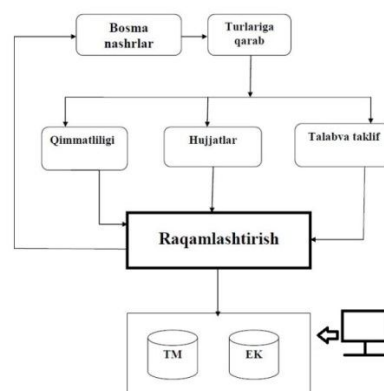 Bosma
nashrlar
Turlariga
qarab
Qimmatliligi
Hujjatlar
Talabva taklif
Raqamlashtirish
TM
EK